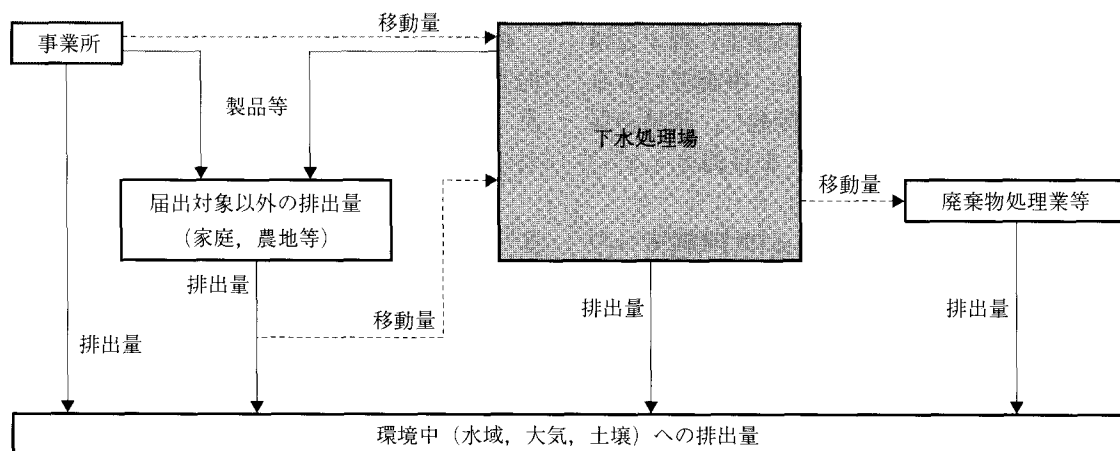 移動量
事業所
製品等
下水処理場
移動量
届出対象以外の排出量
（家庭，農地等）
廃棄物処理業等
排出量
移動量
排出量
排出量
排出量
環境中（水域，大気，土壌）への排出量